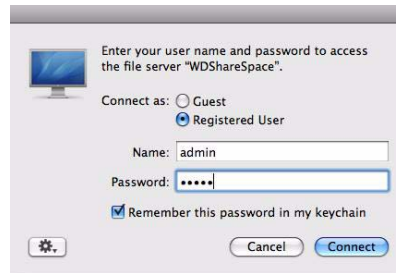 Enter your user name and password to access
the file server “WDShareSpace”.
Connect as: Guest
Registered User
Name: admin
Password: •••••
Remember this password in my keychain
Cancel Connect